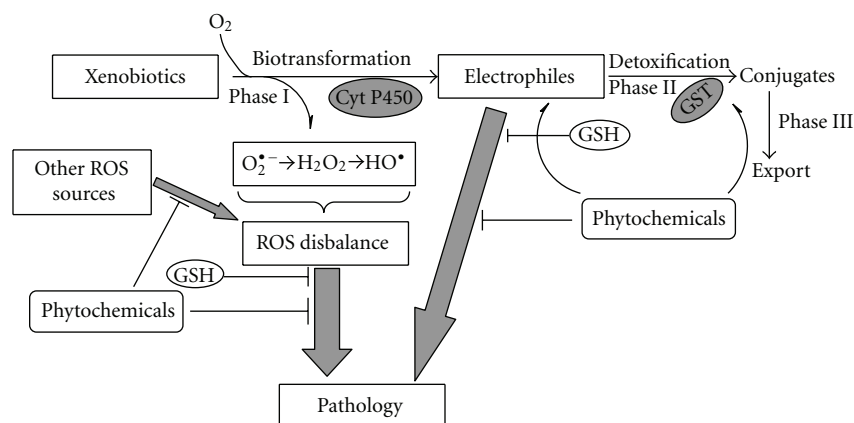 O₂
Xenobiotics
Biotransformation
Phase I
Cyt P450
Electrophiles
Detoxification
Phase II
GST
Conjugates
Phase III
Export
O₂•⁻→H₂O₂→HO•
GSH
Other ROS
sources
ROS disbalance
Phytochemicals
GSH
Phytochemicals
Pathology